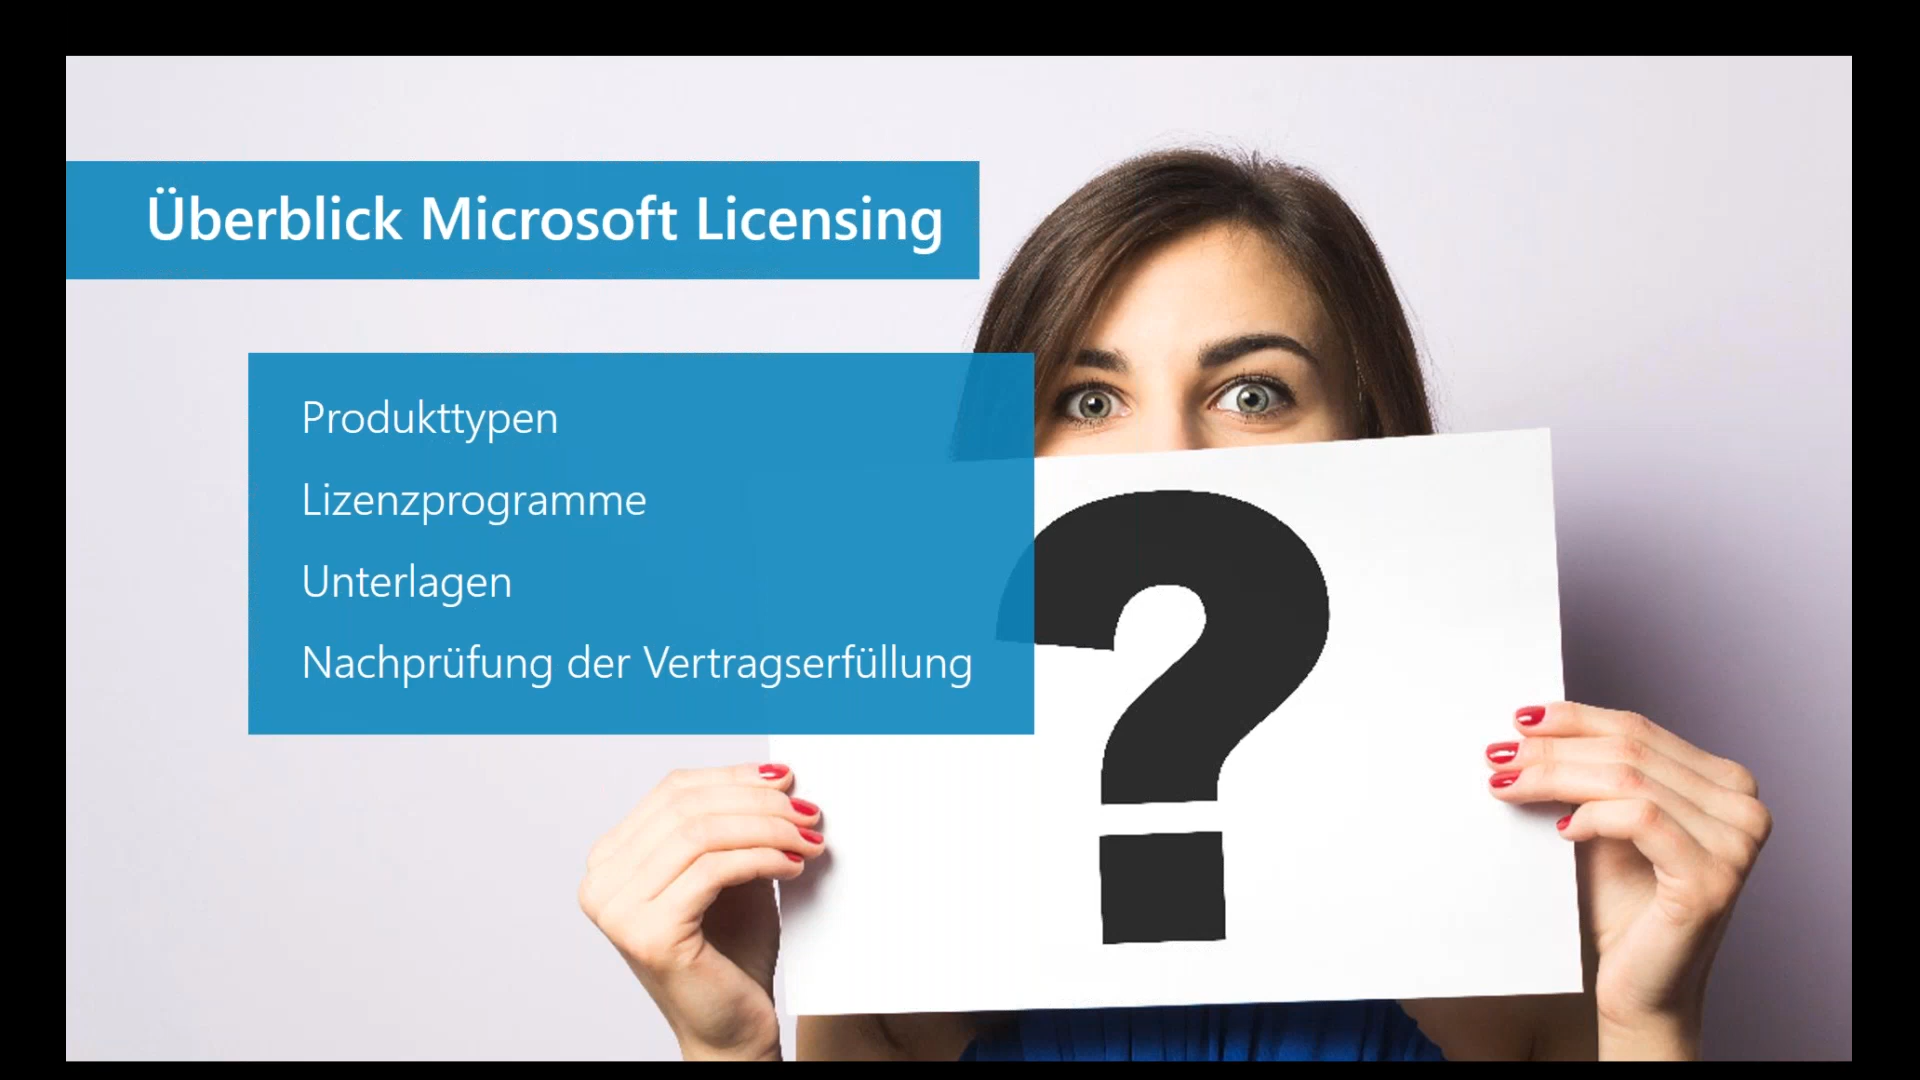 Überblick Microsoft Licensing
Produkttypen
Lizenzprogramme
Unterlagen
Nachprüfung der Vertragserfüllung
?